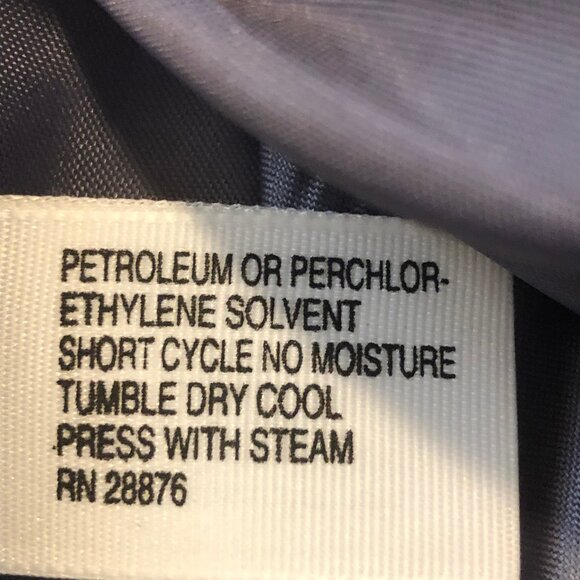 PETROLEUM OR PERCHLOR-
ETHYLENE SOLVENT
SHORT CYCLE NO MOISTURE
TUMBLE DRY COOL
PRESS WITH STEAM
RN 28876